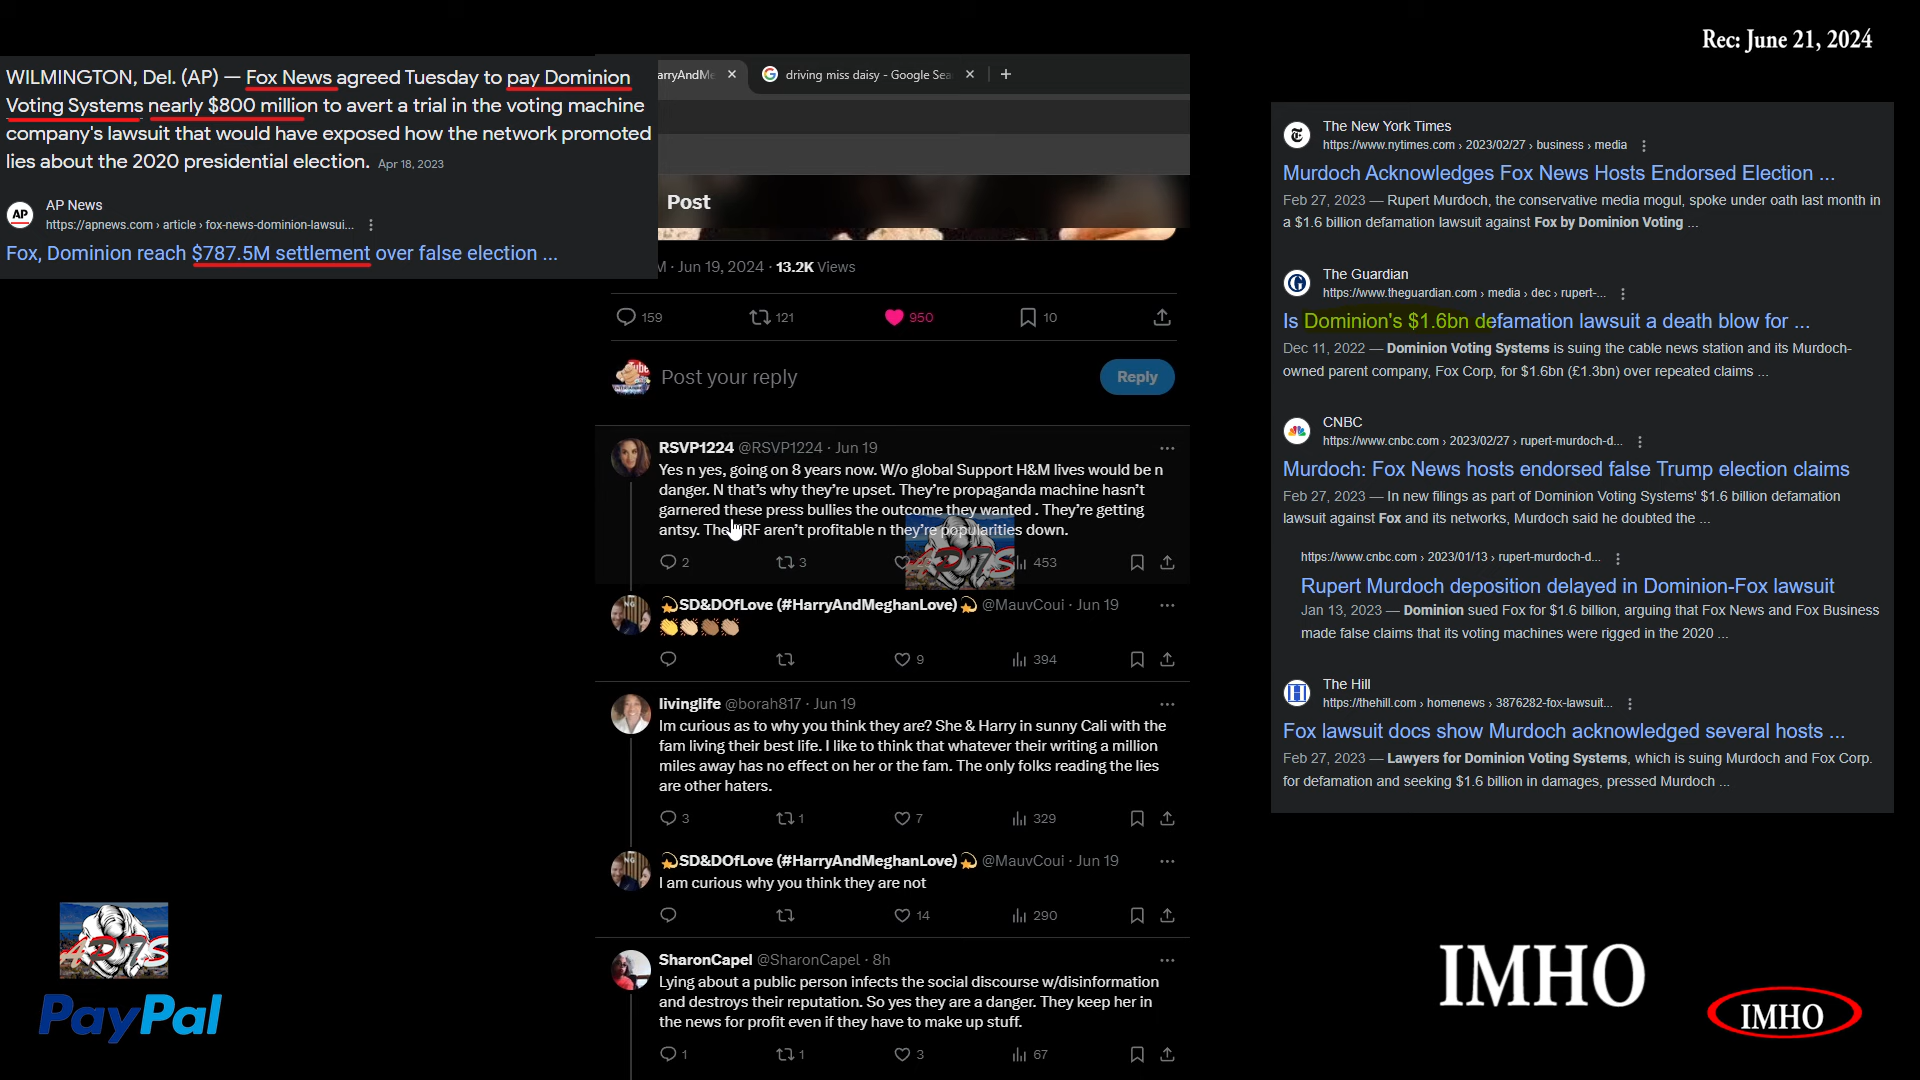 Rec: June 21, 2024
WILMINGTON, Del. (AP) — Fox News agreed Tuesday to pay Dominion
Voting Systems nearly $800 million to avert a trial in the voting machine
company's lawsuit that would have exposed how the network promoted
lies about the 2020 presidential election. Apr 18, 2023
AP
AP News
https://apnews.com › article › fox-news-dominion-lawsui...
Fox, Dominion reach $787.5M settlement over false election ...
arryAndMe
driving miss daisy - Google Sea
Post
M · Jun 19, 2024 · 13.2K Views
159 121 950 10
Post your reply
Reply
RSVP1224 @RSVP1224 · Jun 19
Yes n yes, going on 8 years now. W/o global Support H&M lives would be n
danger. N that's why they're upset. They're propaganda machine hasn't
garnered these press bullies the outcome they wanted . They're getting
antsy. The RF aren't profitable n they're popularities down.
2 3 453
💫SD&DOfLove (#HarryAndMeghanLove)💫 @MauvCoui · Jun 19
👏👏🏻👏🏾👏🏽
9 394
livinglife @borah817 · Jun 19
Im curious as to why you think they are? She & Harry in sunny Cali with the
fam living their best life. I like to think that whatever their writing a million
miles away has no effect on her or the fam. The only folks reading the lies
are other haters.
3 1 7 329
💫SD&DOfLove (#HarryAndMeghanLove)💫 @MauvCoui · Jun 19
I am curious why you think they are not
14 290
SharonCapel @SharonCapel · 8h
Lying about a public person infects the social discourse w/disinformation
and destroys their reputation. So yes they are a danger. They keep her in
the news for profit even if they have to make up stuff.
1 1 3 67
The New York Times
https://www.nytimes.com › 2023/02/27 › business › media
Murdoch Acknowledges Fox News Hosts Endorsed Election ...
Feb 27, 2023 — Rupert Murdoch, the conservative media mogul, spoke under oath last month in
a $1.6 billion defamation lawsuit against Fox by Dominion Voting ...
The Guardian
https://www.theguardian.com › media › dec › rupert-...
Is Dominion's $1.6bn defamation lawsuit a death blow for ...
Dec 11, 2022 — Dominion Voting Systems is suing the cable news station and its Murdoch-
owned parent company, Fox Corp, for $1.6bn (£1.3bn) over repeated claims ...
CNBC
https://www.cnbc.com › 2023/02/27 › rupert-murdoch-d...
Murdoch: Fox News hosts endorsed false Trump election claims
Feb 27, 2023 — In new filings as part of Dominion Voting Systems' $1.6 billion defamation
lawsuit against Fox and its networks, Murdoch said he doubted the ...
https://www.cnbc.com › 2023/01/13 › rupert-murdoch-d...
Rupert Murdoch deposition delayed in Dominion-Fox lawsuit
Jan 13, 2023 — Dominion sued Fox for $1.6 billion, arguing that Fox News and Fox Business
made false claims that its voting machines were rigged in the 2020 ...
The Hill
https://thehill.com › homenews › 3876282-fox-lawsuit...
Fox lawsuit docs show Murdoch acknowledged several hosts ...
Feb 27, 2023 — Lawyers for Dominion Voting Systems, which is suing Murdoch and Fox Corp.
for defamation and seeking $1.6 billion in damages, pressed Murdoch ...
PayPal
IMHO
IMHO